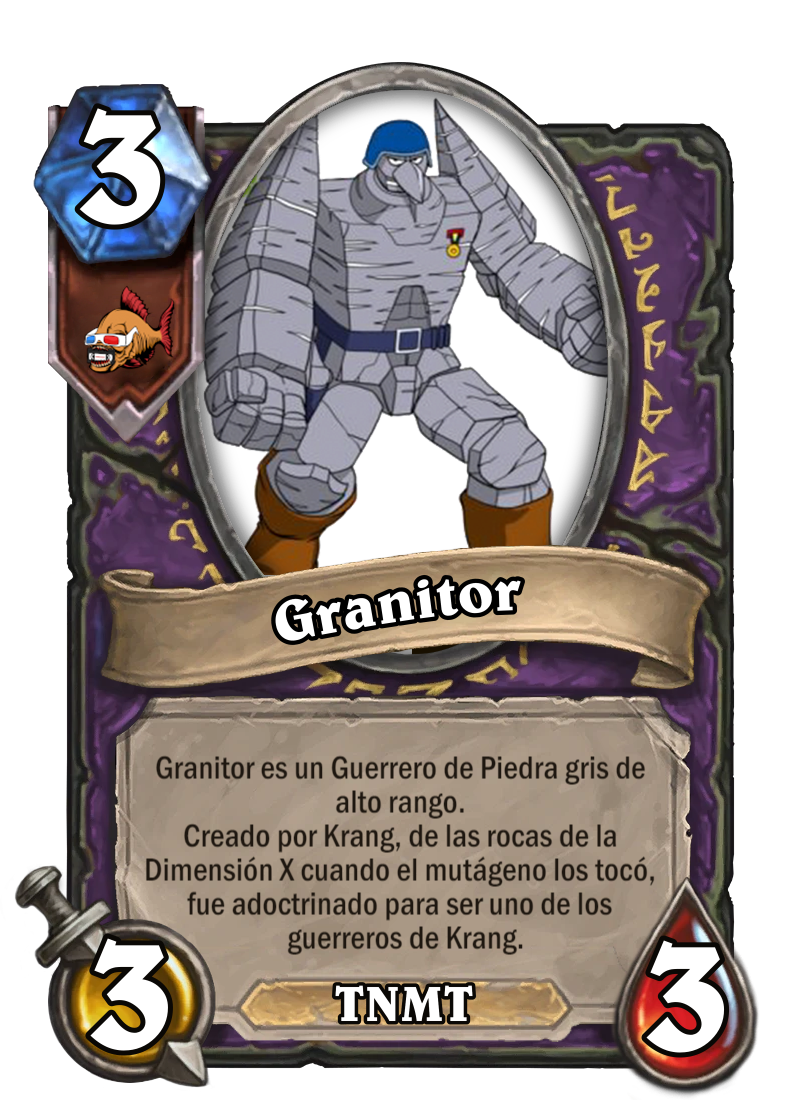 3
Granitor
Granitor es un Guerrero de Piedra gris de
alto rango.
Creado por Krang, de las rocas de la
Dimensión X cuando el mutágeno los tocó,
fue adoctrinado para ser uno de los
guerreros de Krang.
3
TNMT
3